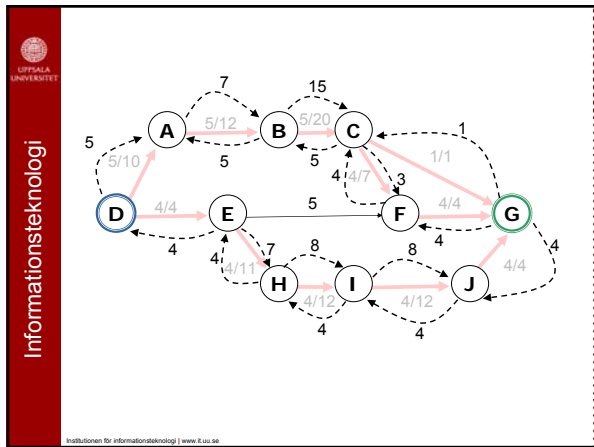 UPPSALA
UNIVERSITET
Informationsteknologi
7
15
A
5/12
B
5/20
C
1
5
5/10
5
5
4
4/7
3
1/1
D
4/4
E
5
F
4/4
G
4
4
7
8
8
4
4
4/11
4/4
H
4/12
I
4/12
J
4
4
Institutionen för informationsteknologi | www.it.uu.se